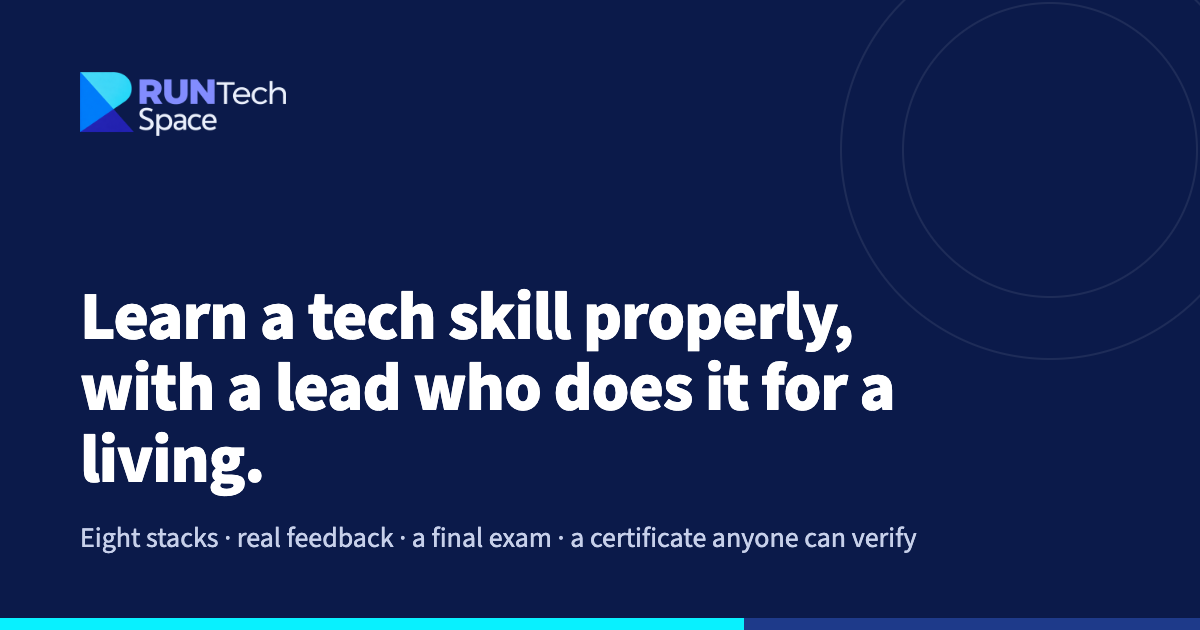 RUNTech
Space
Learn a tech skill properly,
with a lead who does it for a
living.
Eight stacks · real feedback · a final exam · a certificate anyone can verify